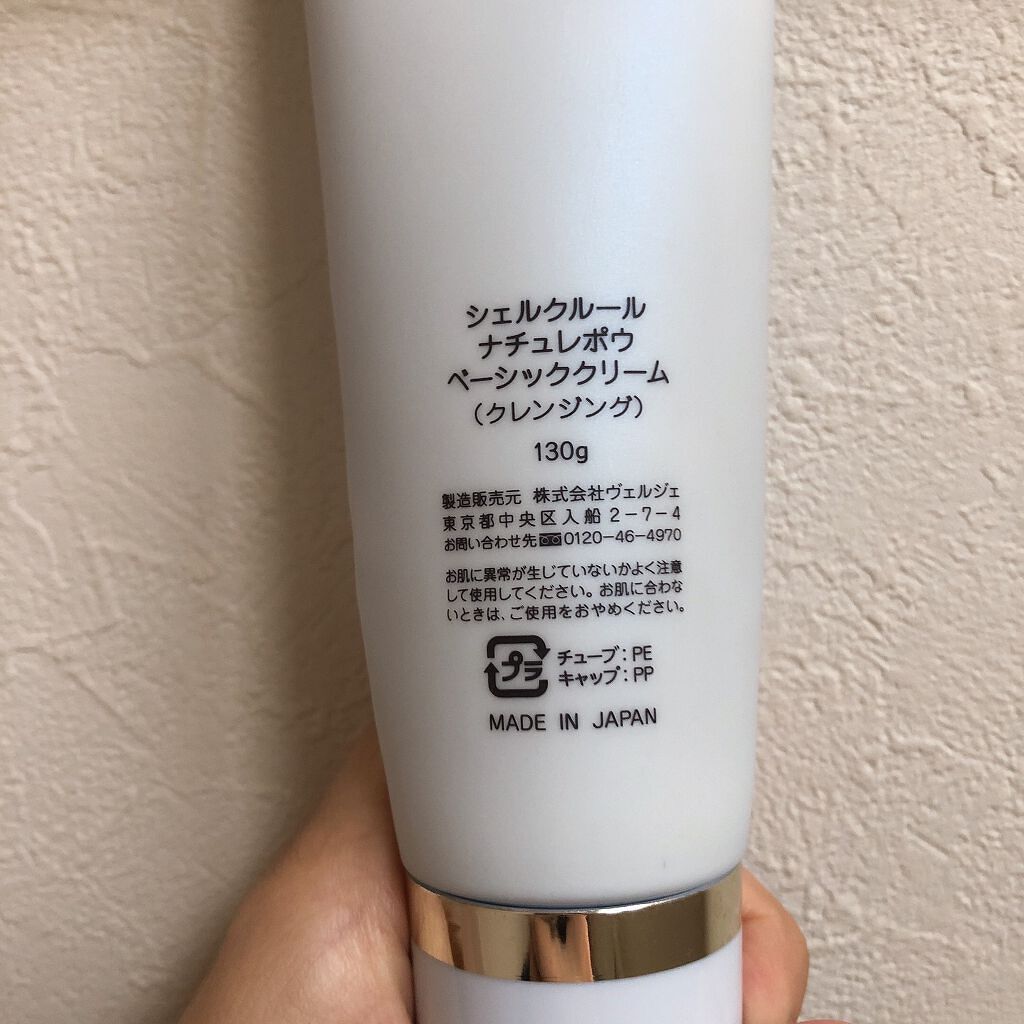 シェルクルール
ナチュレポウ
ベーシッククリーム
（クレンジング）
130g
製造販売元 株式会社ヴェルジェ
東京都中央区入船2-7-4
お問い合わせ先 0120-46-4970
お肌に異常が生じていないかよく注意
して使用してください。お肌に合わな
いときは、ご使用をおやめください。
プラ チューブ:PE
キャップ:PP
MADE IN JAPAN